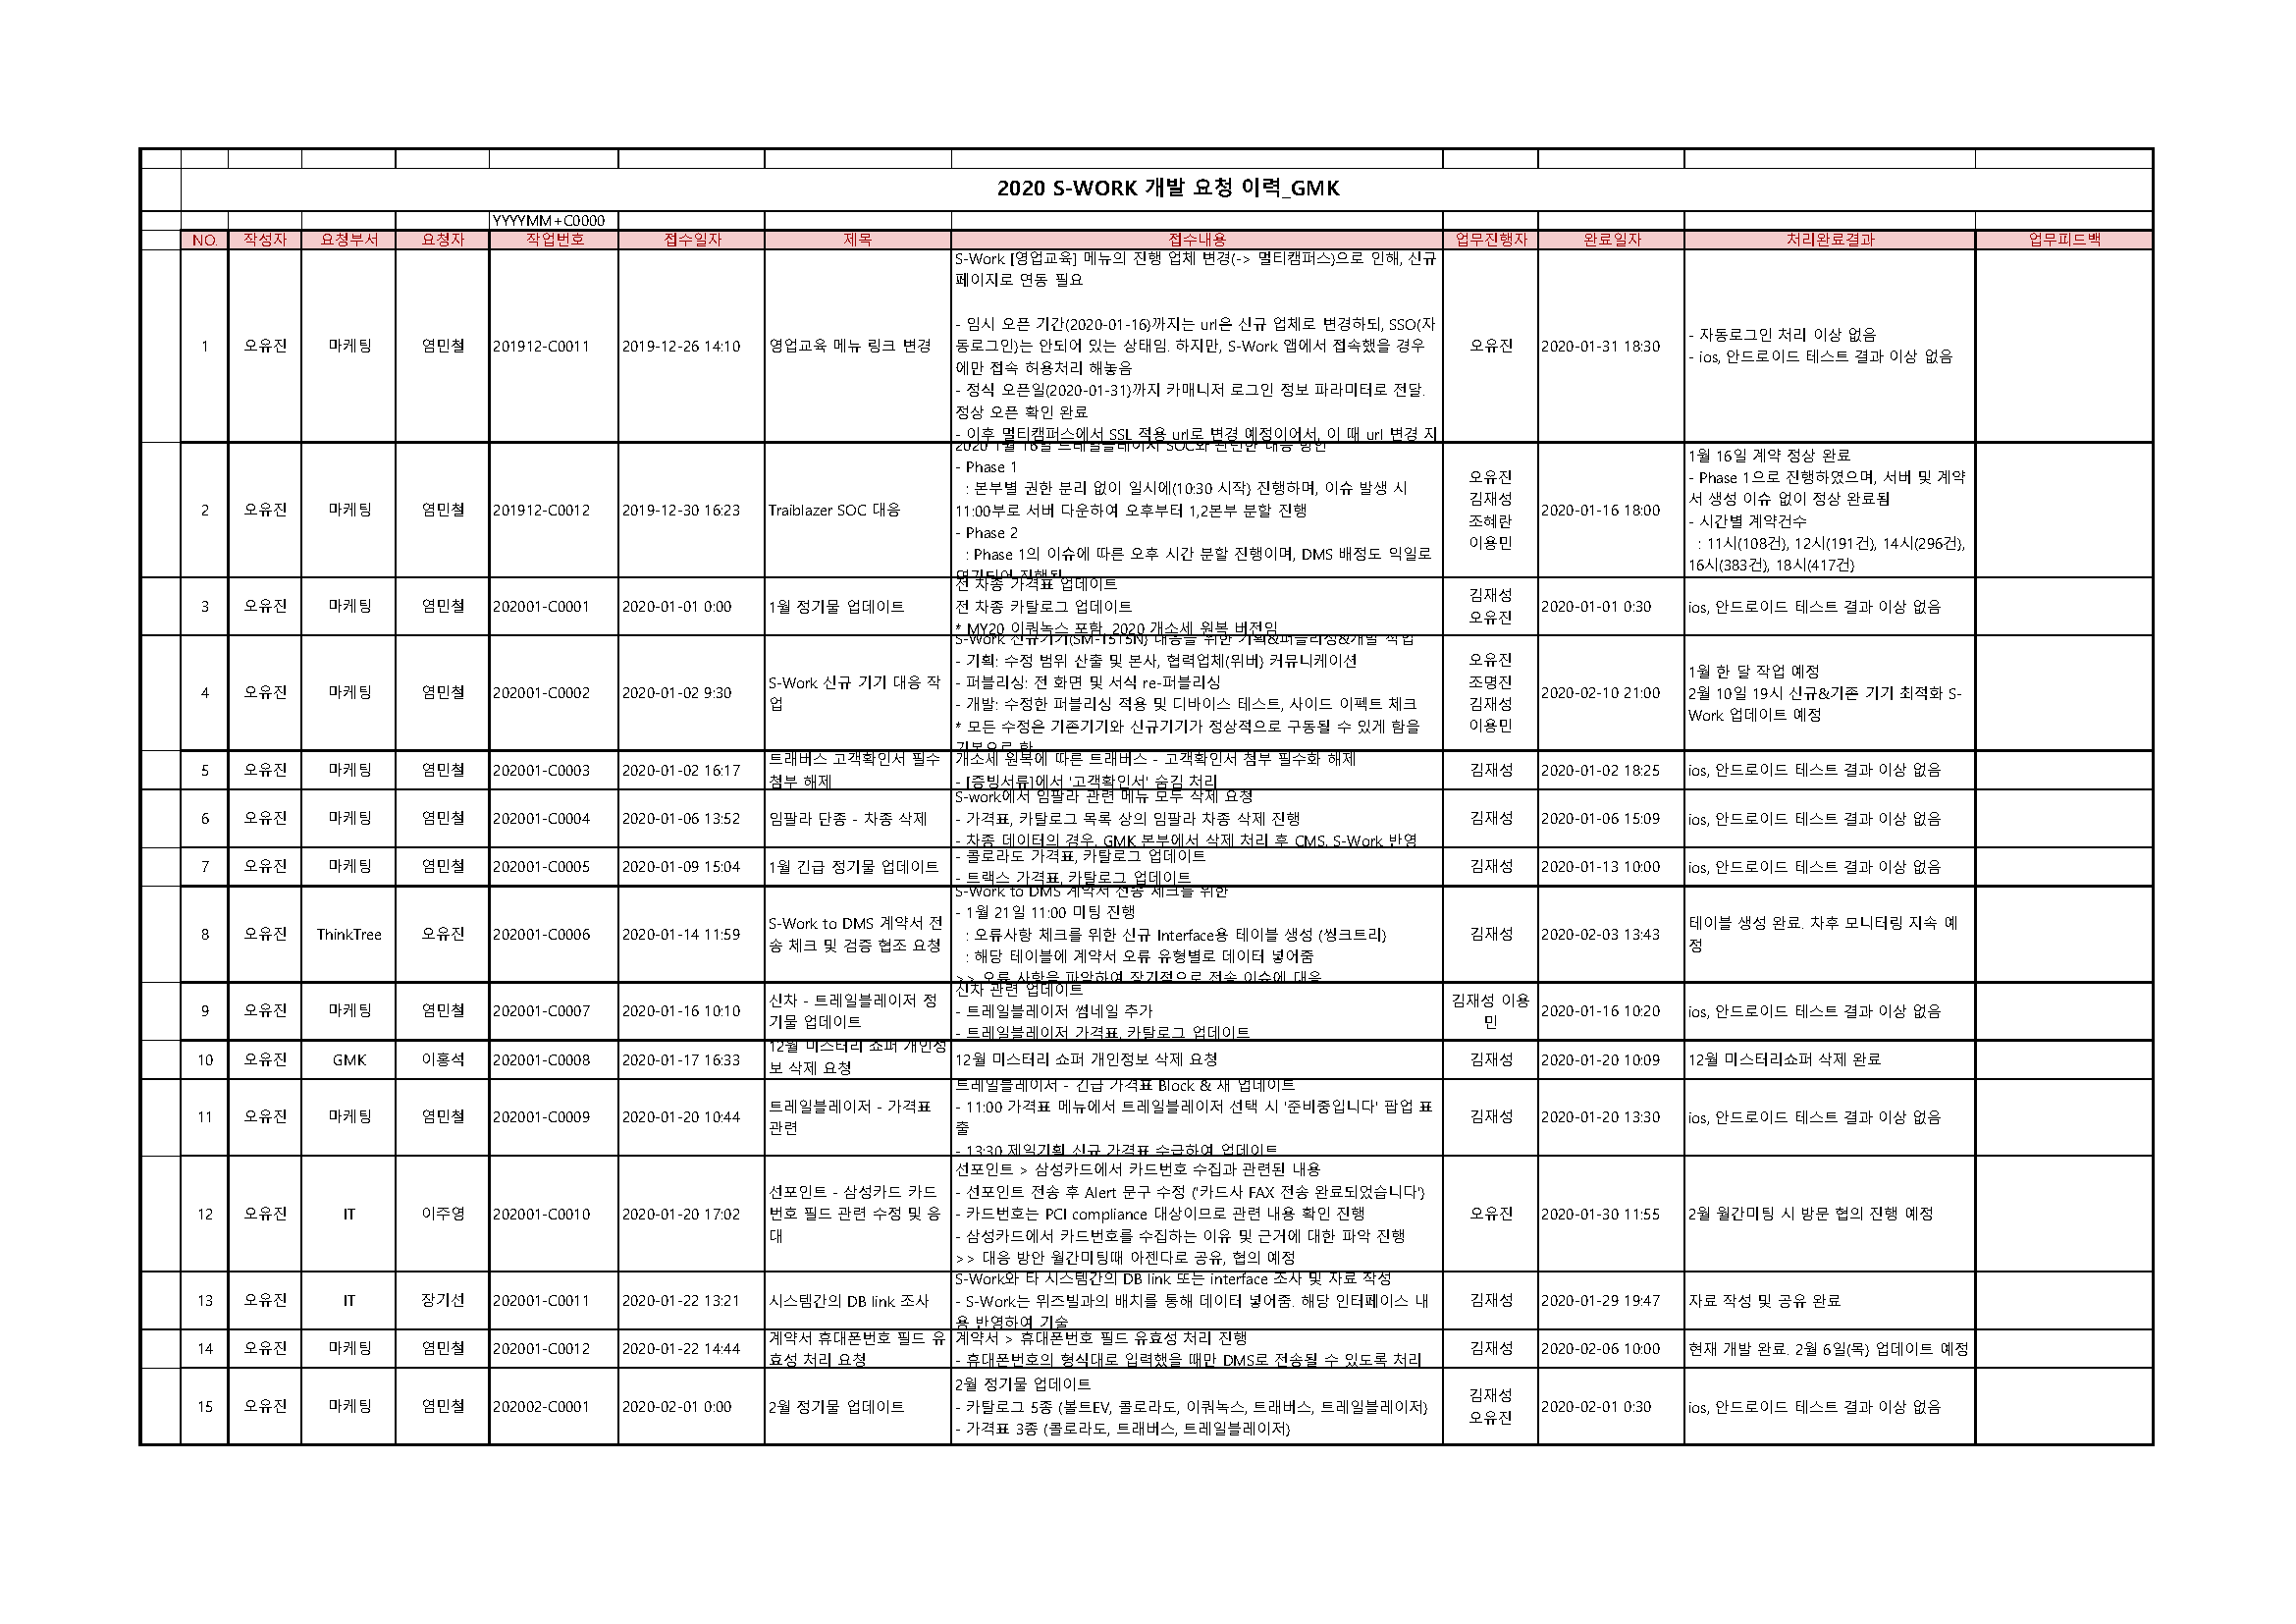 2020 S-WORK 개발 요청 이력_GMK
YYYYMM+C0000
NO. 작성자 요청부서 요청자 작업번호 접수일자 제목 접수내용 업무진행자 완료일자 처리완료결과 업무피드백
1 오유진 마케팅 염민철 201912-C0011 2019-12-26 14:10 영업교육 메뉴 링크 변경
S-Work [영업교육] 메뉴의 진행 업체 변경(-> 멀티캠퍼스)으로 인해, 신규
페이지로 연동 필요
- 임시 오픈 기간(2020-01-16)까지는 url은 신규 업체로 변경하되, SSO(자
동로그인)는 안되어 있는 상태임. 하지만, S-Work 앱에서 접속했을 경우
에만 접속 허용처리 해놓음
- 정식 오픈일(2020-01-31)까지 카매니저 로그인 정보 파라미터로 전달.
정상 오픈 확인 완료
- 이후 멀티캠퍼스에서 SSL 적용 url로 변경 예정이어서, 이 때 url 변경 지
오유진 2020-01-31 18:30
- 자동로그인 처리 이상 없음
- ios, 안드로이드 테스트 결과 이상 없음
2 오유진 마케팅 염민철 201912-C0012 2019-12-30 16:23 Traiblazer SOC 대응
2020 1월 16일 트레일블레이저 SOC와 관련한 대응 방안
- Phase 1
: 본부별 권한 분리 없이 일시에(10:30 시작) 진행하며, 이슈 발생 시
11:00부로 서버 다운하여 오후부터 1,2본부 분할 진행
- Phase 2
: Phase 1의 이슈에 따른 오후 시간 분할 진행이며, DMS 배정도 익일로
연기되어 진행됨
오유진
김재성
조혜란
이용민
2020-01-16 18:00
1월 16일 계약 정상 완료
- Phase 1으로 진행하였으며, 서버 및 계약
서 생성 이슈 없이 정상 완료됨
- 시간별 계약건수
: 11시(108건), 12시(191건), 14시(296건),
16시(383건), 18시(417건)
3 오유진 마케팅 염민철 202001-C0001 2020-01-01 0:00 1월 정기물 업데이트
전 차종 가격표 업데이트
전 차종 카탈로그 업데이트
* MY20 이쿼녹스 포함, 2020 개소세 원복 버전임
김재성
오유진
2020-01-01 0:30 ios, 안드로이드 테스트 결과 이상 없음
4 오유진 마케팅 염민철 202001-C0002 2020-01-02 9:30
S-Work 신규 기기 대응 작
업
S-Work 신규기기(SM-T515N) 대응을 위한 기획&퍼블리싱&개발 작업
- 기획: 수정 범위 산출 및 본사, 협력업체(위버) 커뮤니케이션
- 퍼블리싱: 전 화면 및 서식 re-퍼블리싱
- 개발: 수정한 퍼블리싱 적용 및 디바이스 테스트, 사이드 이펙트 체크
* 모든 수정은 기존기기와 신규기기가 정상적으로 구동될 수 있게 함을
기본으로 함
오유진
조명진
김재성
이용민
2020-02-10 21:00
1월 한 달 작업 예정
2월 10일 19시 신규&기존 기기 최적화 S-
Work 업데이트 예정
5 오유진 마케팅 염민철 202001-C0003 2020-01-02 16:17
트래버스 고객확인서 필수
첨부 해제
개소세 원복에 따른 트래버스 - 고객확인서 첨부 필수화 해제
- [증빙서류]에서 '고객확인서' 숨김 처리
김재성 2020-01-02 18:25 ios, 안드로이드 테스트 결과 이상 없음
6 오유진 마케팅 염민철 202001-C0004 2020-01-06 13:52 임팔라 단종 - 차종 삭제
S-work에서 임팔라 관련 메뉴 모두 삭제 요청
- 가격표, 카탈로그 목록 상의 임팔라 차종 삭제 진행
- 차종 데이터의 경우, GMK 본부에서 삭제 처리 후 CMS, S-Work 반영
김재성 2020-01-06 15:09 ios, 안드로이드 테스트 결과 이상 없음
7 오유진 마케팅 염민철 202001-C0005 2020-01-09 15:04 1월 긴급 정기물 업데이트
- 콜로라도 가격표, 카탈로그 업데이트
- 트랙스 가격표, 카탈로그 업데이트
김재성 2020-01-13 10:00 ios, 안드로이드 테스트 결과 이상 없음
8 오유진 ThinkTree 오유진 202001-C0006 2020-01-14 11:59
S-Work to DMS 계약서 전
송 체크 및 검증 협조 요청
S-Work to DMS 계약서 전송 체크를 위한
- 1월 21일 11:00 미팅 진행
: 오류사항 체크를 위한 신규 Interface용 테이블 생성 (씽크트리)
: 해당 테이블에 계약서 오류 유형별로 데이터 넣어줌
>> 오류 사항을 파악하여 장기적으로 전송 이슈에 대응
김재성 2020-02-03 13:43
테이블 생성 완료. 차후 모니터링 지속 예
정
9 오유진 마케팅 염민철 202001-C0007 2020-01-16 10:10
신차 - 트레일블레이저 정
기물 업데이트
신차 관련 업데이트
- 트레일블레이저 썸네일 추가
- 트레일블레이저 가격표, 카탈로그 업데이트
김재성 이용
민
2020-01-16 10:20 ios, 안드로이드 테스트 결과 이상 없음
10 오유진 GMK 이홍석 202001-C0008 2020-01-17 16:33
12월 미스터리 쇼퍼 개인정
보 삭제 요청
12월 미스터리 쇼퍼 개인정보 삭제 요청
김재성 2020-01-20 10:09 12월 미스터리쇼퍼 삭제 완료
11 오유진 마케팅 염민철 202001-C0009 2020-01-20 10:44
트레일블레이저 - 가격표
관련
트레일블레이저 - 긴급 가격표 Block & 새 업데이트
- 11:00 가격표 메뉴에서 트레일블레이저 선택 시 '준비중입니다' 팝업 표
출
- 13:30 제일기획 신규 가격표 수급하여 업데이트
김재성 2020-01-20 13:30 ios, 안드로이드 테스트 결과 이상 없음
12 오유진 IT 이주영 202001-C0010 2020-01-20 17:02
선포인트 - 삼성카드 카드
번호 필드 관련 수정 및 응
대
선포인트 > 삼성카드에서 카드번호 수집과 관련된 내용
- 선포인트 전송 후 Alert 문구 수정 ('카드사 FAX 전송 완료되었습니다')
- 카드번호는 PCI compliance 대상이므로 관련 내용 확인 진행
- 삼성카드에서 카드번호를 수집하는 이유 및 근거에 대한 파악 진행
>> 대응 방안 월간미팅때 아젠다로 공유, 협의 예정
오유진 2020-01-30 11:55 2월 월간미팅 시 방문 협의 진행 예정
13 오유진 IT 장기선 202001-C0011 2020-01-22 13:21 시스템간의 DB link 조사
S-Work와 타 시스템간의 DB link 또는 interface 조사 및 자료 작성
- S-Work는 위즈빌과의 배치를 통해 데이터 넣어줌. 해당 인터페이스 내
용 반영하여 기술
김재성 2020-01-29 19:47 자료 작성 및 공유 완료
14 오유진 마케팅 염민철 202001-C0012 2020-01-22 14:44
계약서 휴대폰번호 필드 유
효성 처리 요청
계약서 > 휴대폰번호 필드 유효성 처리 진행
- 휴대폰번호의 형식대로 입력했을 때만 DMS로 전송될 수 있도록 처리
김재성 2020-02-06 10:00 현재 개발 완료. 2월 6일(목) 업데이트 예정
15 오유진 마케팅 염민철 202002-C0001 2020-02-01 0:00 2월 정기물 업데이트
2월 정기물 업데이트
- 카탈로그 5종 (볼트EV, 콜로라도, 이쿼녹스, 트래버스, 트레일블레이저)
- 가격표 3종 (콜로라도, 트래버스, 트레일블레이저)
김재성
오유진
2020-02-01 0:30 ios, 안드로이드 테스트 결과 이상 없음